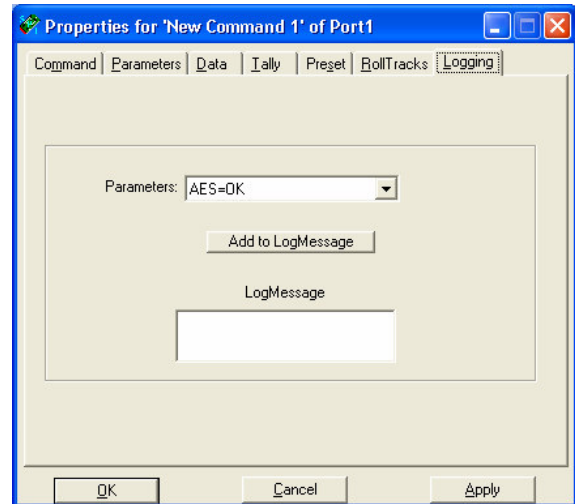 Properties for 'New Command 1' of Port1
Command Parameters Data Tally Preset RollTracks Logging
Parameters: AES=OK
Add to LogMessage
LogMessage
OK Cancel Apply